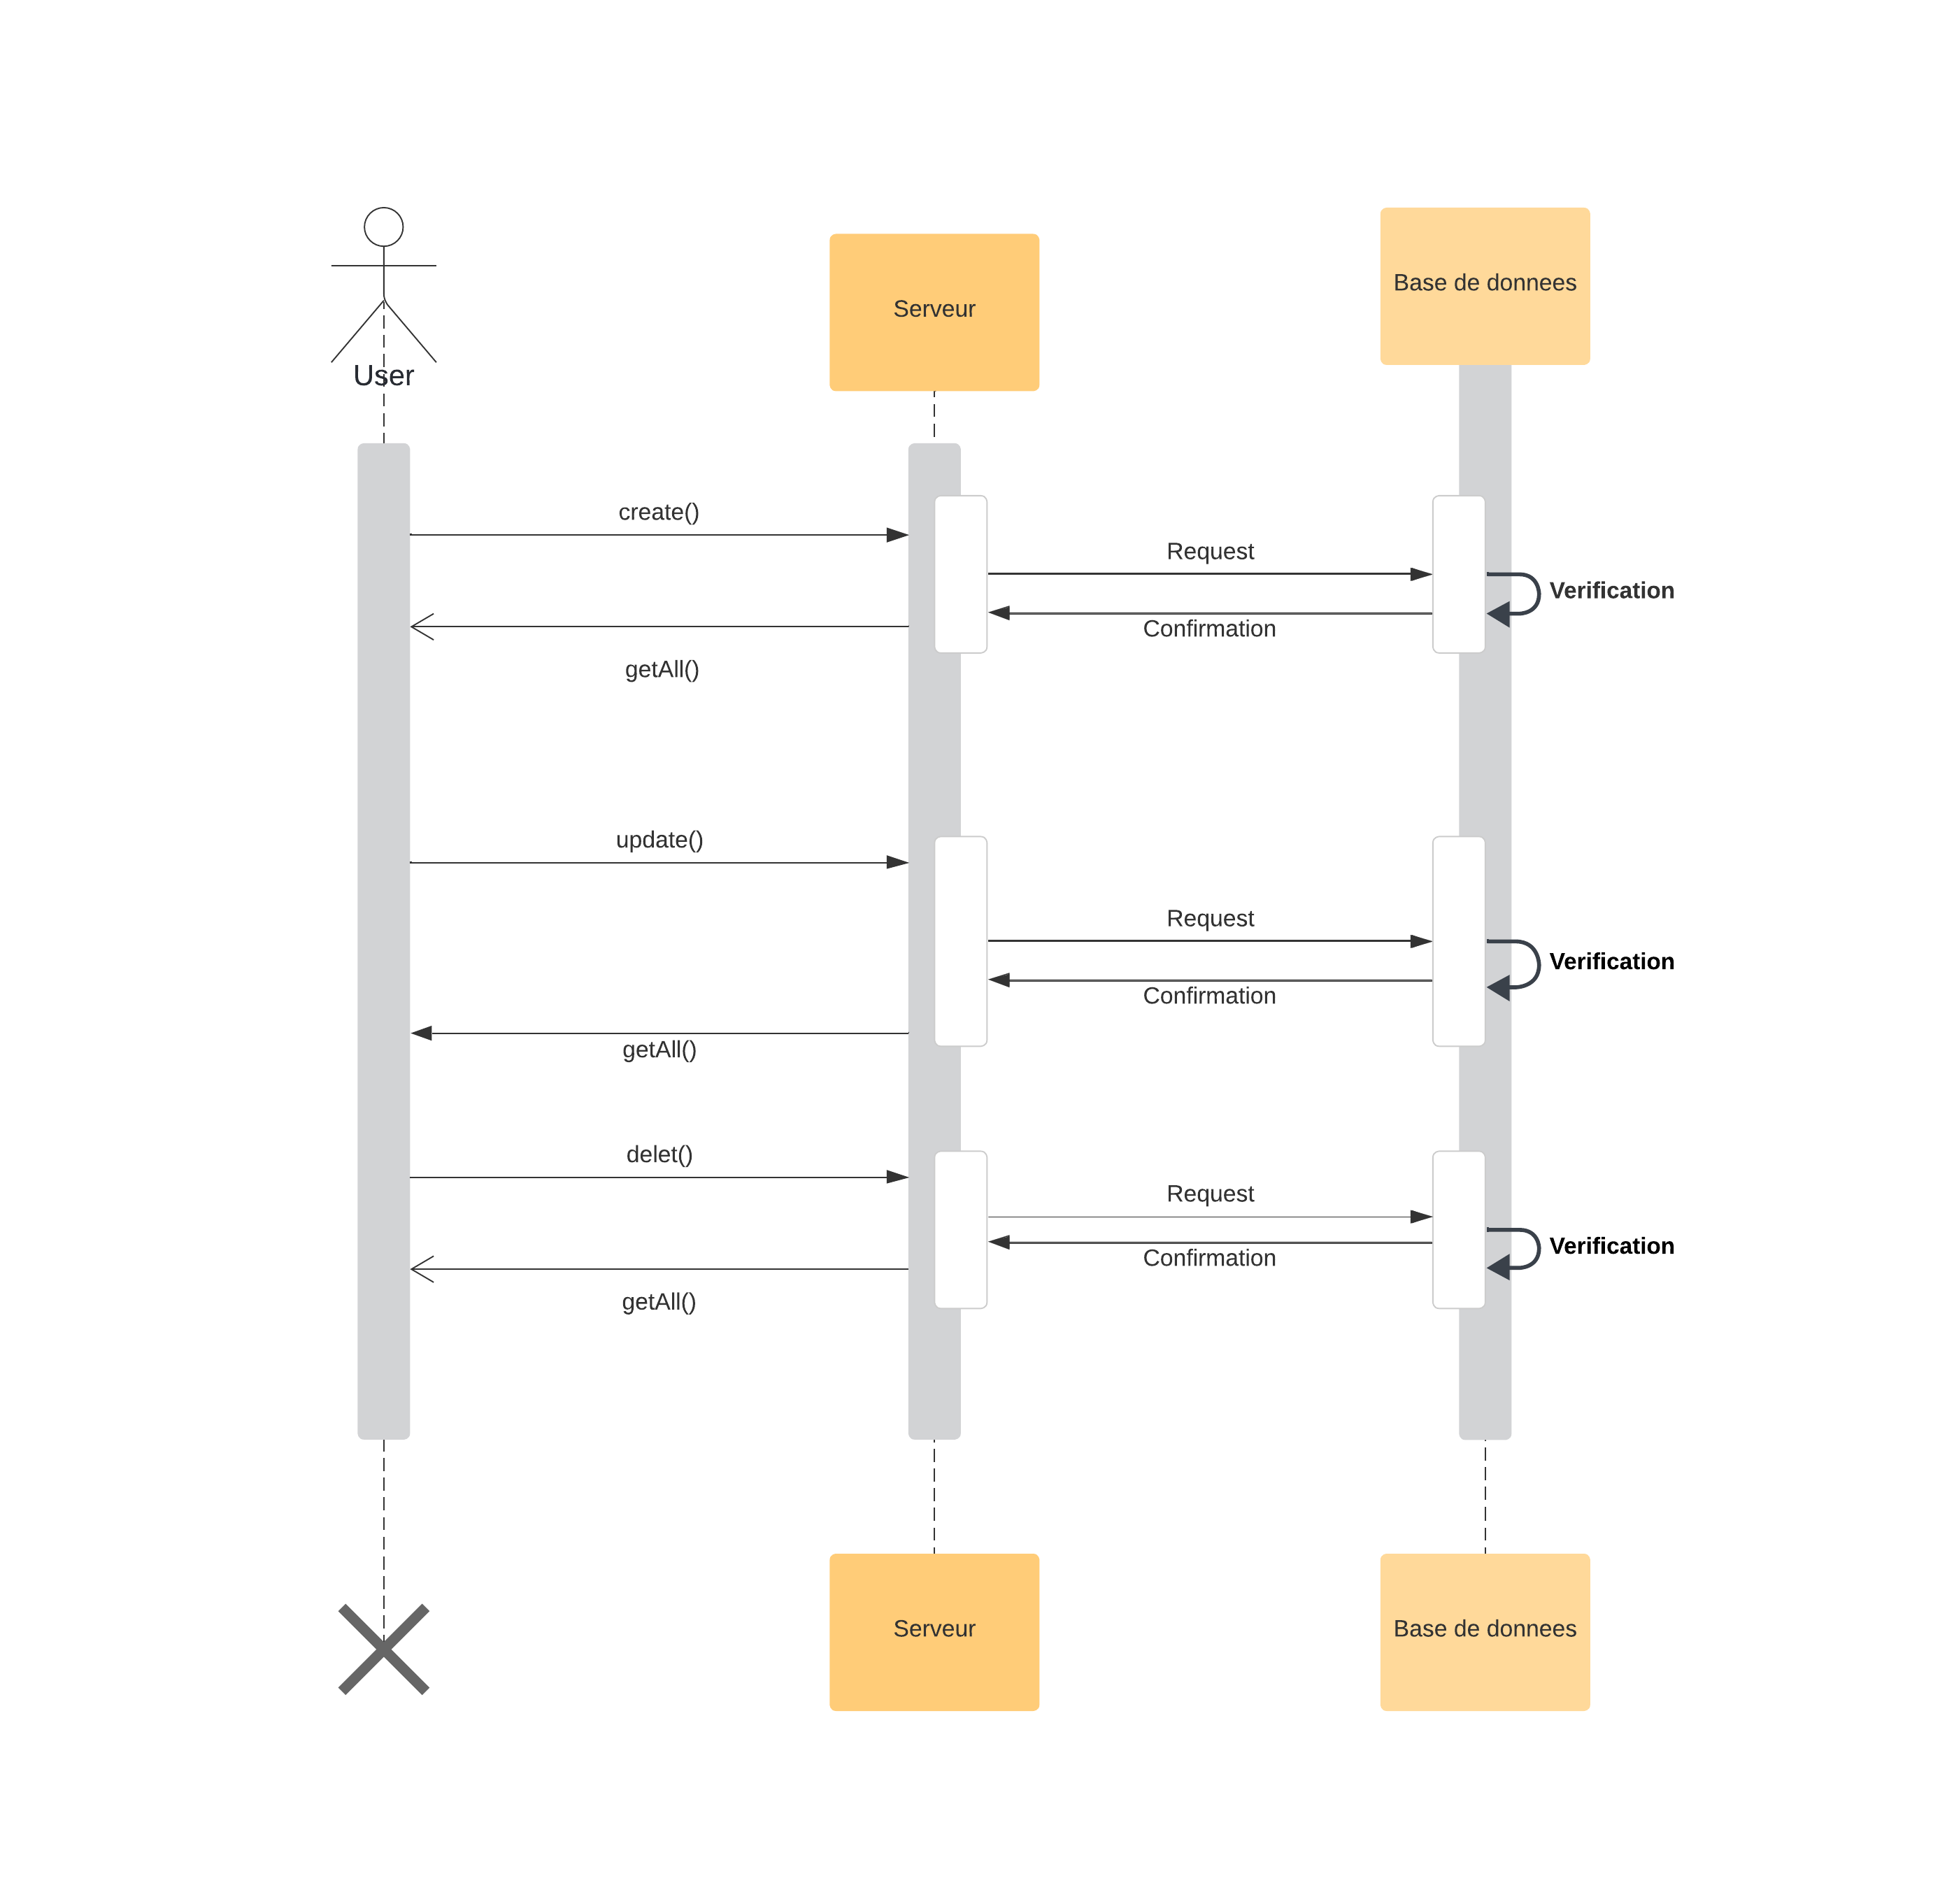 User
Serveur
Base de donnees
create()
Request
Verification
Confirmation
getAll()
update()
Request
Verification
Confirmation
getAll()
delet()
Request
Verification
Confirmation
getAll()
Serveur
Base de donnees